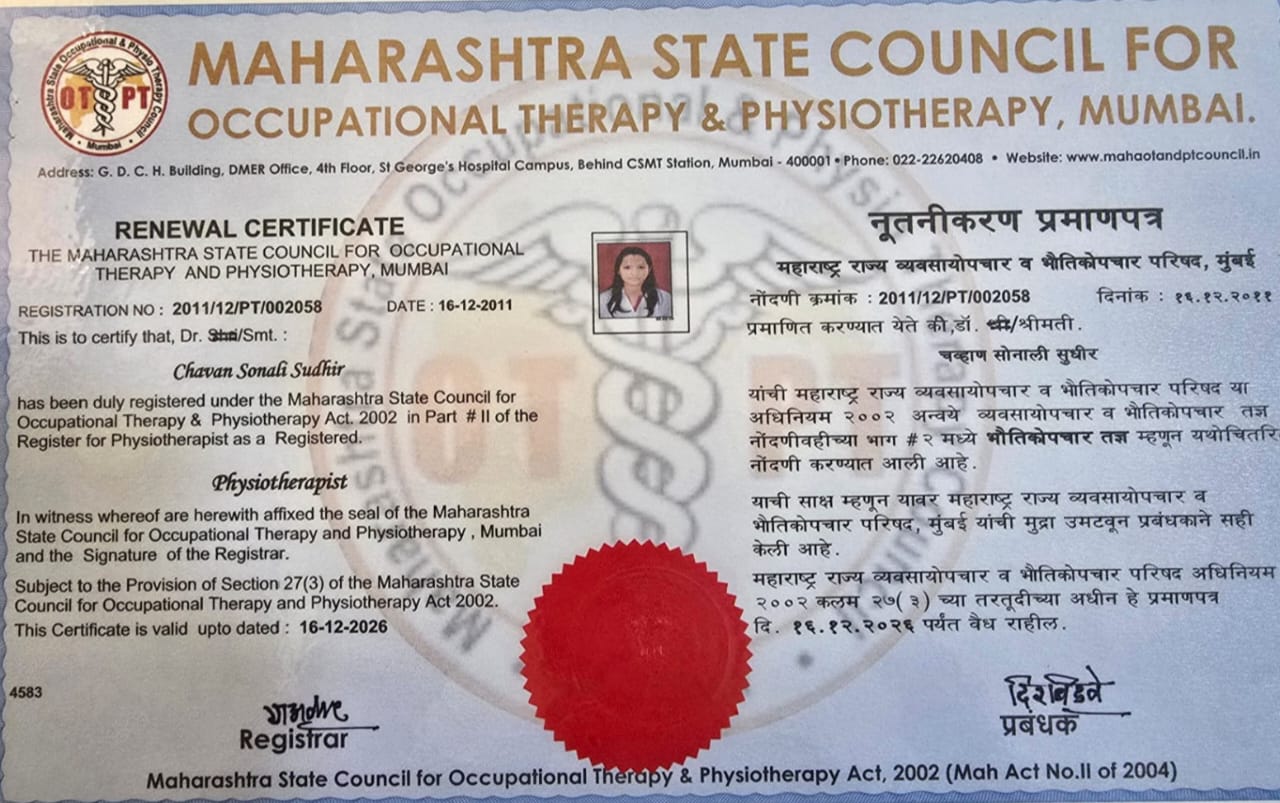 Maharashtra State Occupational & Physio Therapy Council
OT PT
Mumbai
MAHARASHTRA STATE COUNCIL FOR
OCCUPATIONAL THERAPY & PHYSIOTHERAPY, MUMBAI.
Address: G. D. C. H. Building, DMER Office, 4th Floor, St George's Hospital Campus, Behind CSMT Station, Mumbai - 400001 • Phone: 022-22620408 • Website: www.mahaotandptcouncil.in
RENEWAL CERTIFICATE
THE MAHARASHTRA STATE COUNCIL FOR OCCUPATIONAL
THERAPY AND PHYSIOTHERAPY, MUMBAI
REGISTRATION NO : 2011/12/PT/002058 DATE : 16-12-2011
This is to certify that, Dr. Shri/Smt. :
Chavan Sonali Sudhir
has been duly registered under the Maharashtra State Council for
Occupational Therapy & Physiotherapy Act. 2002 in Part # II of the
Register for Physiotherapist as a Registered.
Physiotherapist
In witness whereof are herewith affixed the seal of the Maharashtra
State Council for Occupational Therapy and Physiotherapy , Mumbai
and the Signature of the Registrar.
Subject to the Provision of Section 27(3) of the Maharashtra State
Council for Occupational Therapy and Physiotherapy Act 2002.
This Certificate is valid upto dated : 16-12-2026
4583
Registrar
नूतनीकरण प्रमाणपत्र
महाराष्ट्र राज्य व्यवसायोपचार व भौतिकोपचार परिषद, मुंबई
नोंदणी क्रमांक : 2011/12/PT/002058 दिनांक : १६.१२.२०११
प्रमाणित करण्यात येते की,डॉ. श्री/श्रीमती.
चव्हाण सोनाली सुधीर
यांची महाराष्ट्र राज्य व्यवसायोपचार व भौतिकोपचार परिषद या
अधिनियम २००२ अन्वये व्यवसायोपचार व भौतिकोपचार तज्ञ
नोंदणीवहीच्या भाग # २ मध्ये भौतिकोपचार तज्ञ म्हणून यथोचितरि
नोंदणी करण्यात आली आहे.
याची साक्ष म्हणून यावर महाराष्ट्र राज्य व्यवसायोपचार व
भौतिकोपचार परिषद, मुंबई यांची मुद्रा उमटवून प्रबंधकाने सही
केली आहे.
महाराष्ट्र राज्य व्यवसायोपचार व भौतिकोपचार परिषद अधिनियम
२००२ कलम २७( ३) च्या तरतूदीच्या अधीन हे प्रमाणपत्र
दि. १६.१२.२०२६ पर्यंत वैध राहील.
प्रबंधक
Maharashtra State Council for Occupational Therapy & Physiotherapy Act, 2002 (Mah Act No.II of 2004)